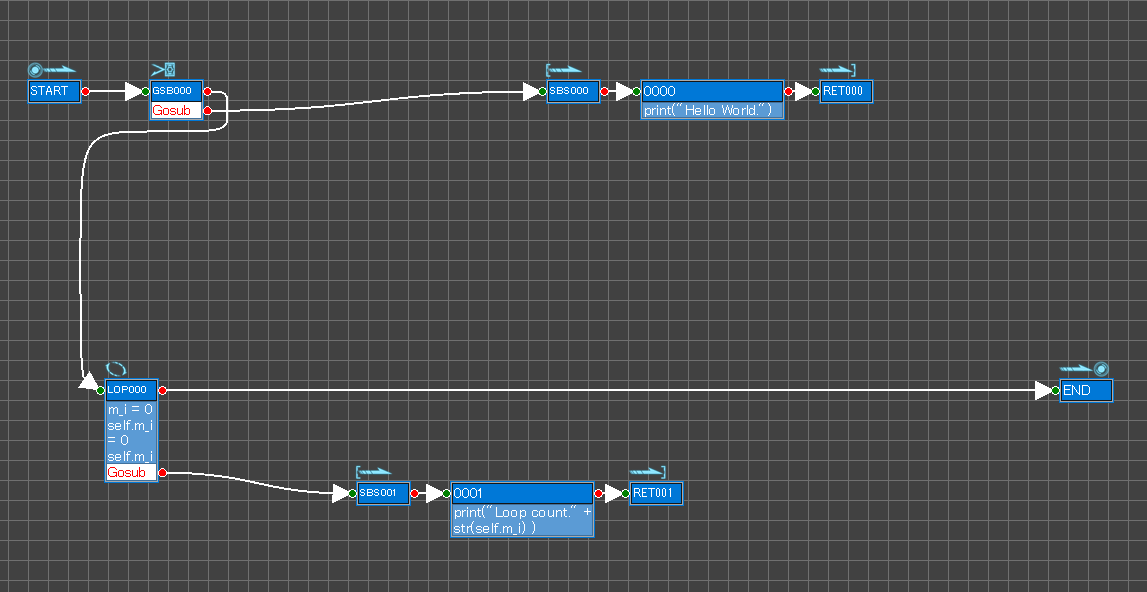 START
GSB000
Gosub
SBS000
0000
print("Hello World.")
RET000
LOP000
m_i = 0
self.m_i
= 0
self.m_i
Gosub
END
SBS001
0001
print("Loop count." +
str(self.m_i) )
RET001